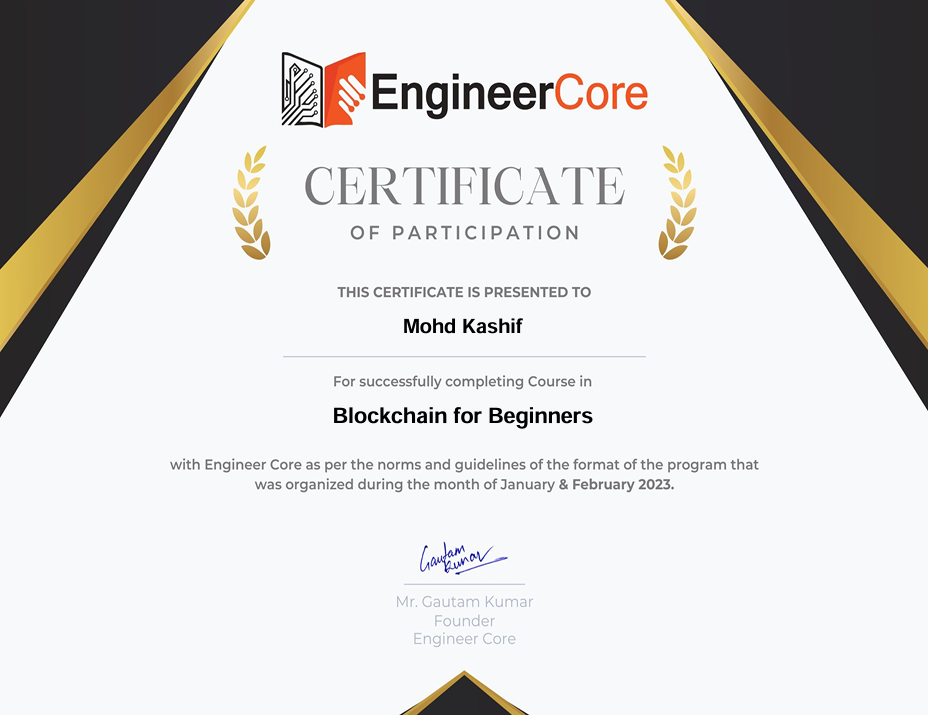 EngineerCore
CERTIFICATE
OF PARTICIPATION
THIS CERTIFICATE IS PRESENTED TO
Mohd Kashif
For successfully completing Course in
Blockchain for Beginners
with Engineer Core as per the norms and guidelines of the format of the program that
was organized during the month of January & February 2023.
Gautam
Kumar
Mr. Gautam Kumar
Founder
Engineer Core